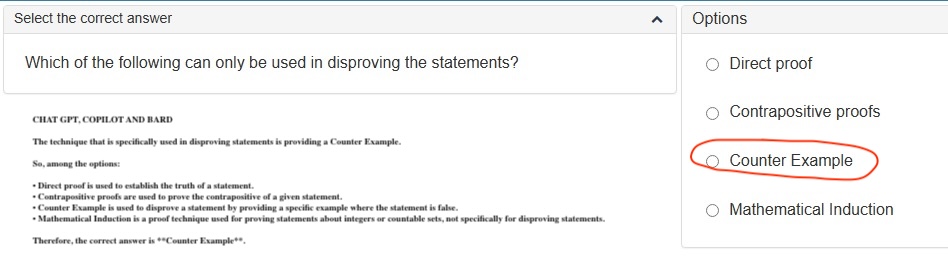 Select the correct answer
Which of the following can only be used in disproving the statements?
CHAT GPT, COPILOT AND BARD
The technique that is specifically used in disproving statements is providing a Counter Example.
So, among the options:
• Direct proof is used to establish the truth of a statement.
• Contrapositive proofs are used to prove the contrapositive of a given statement.
• Counter Example is used to disprove a statement by providing a specific example where the statement is false.
• Mathematical Induction is a proof technique used for proving statements about integers or countable sets, not specifically for disproving statements.
Therefore, the correct answer is **Counter Example**.
Options
Direct proof
Contrapositive proofs
Counter Example
Mathematical Induction